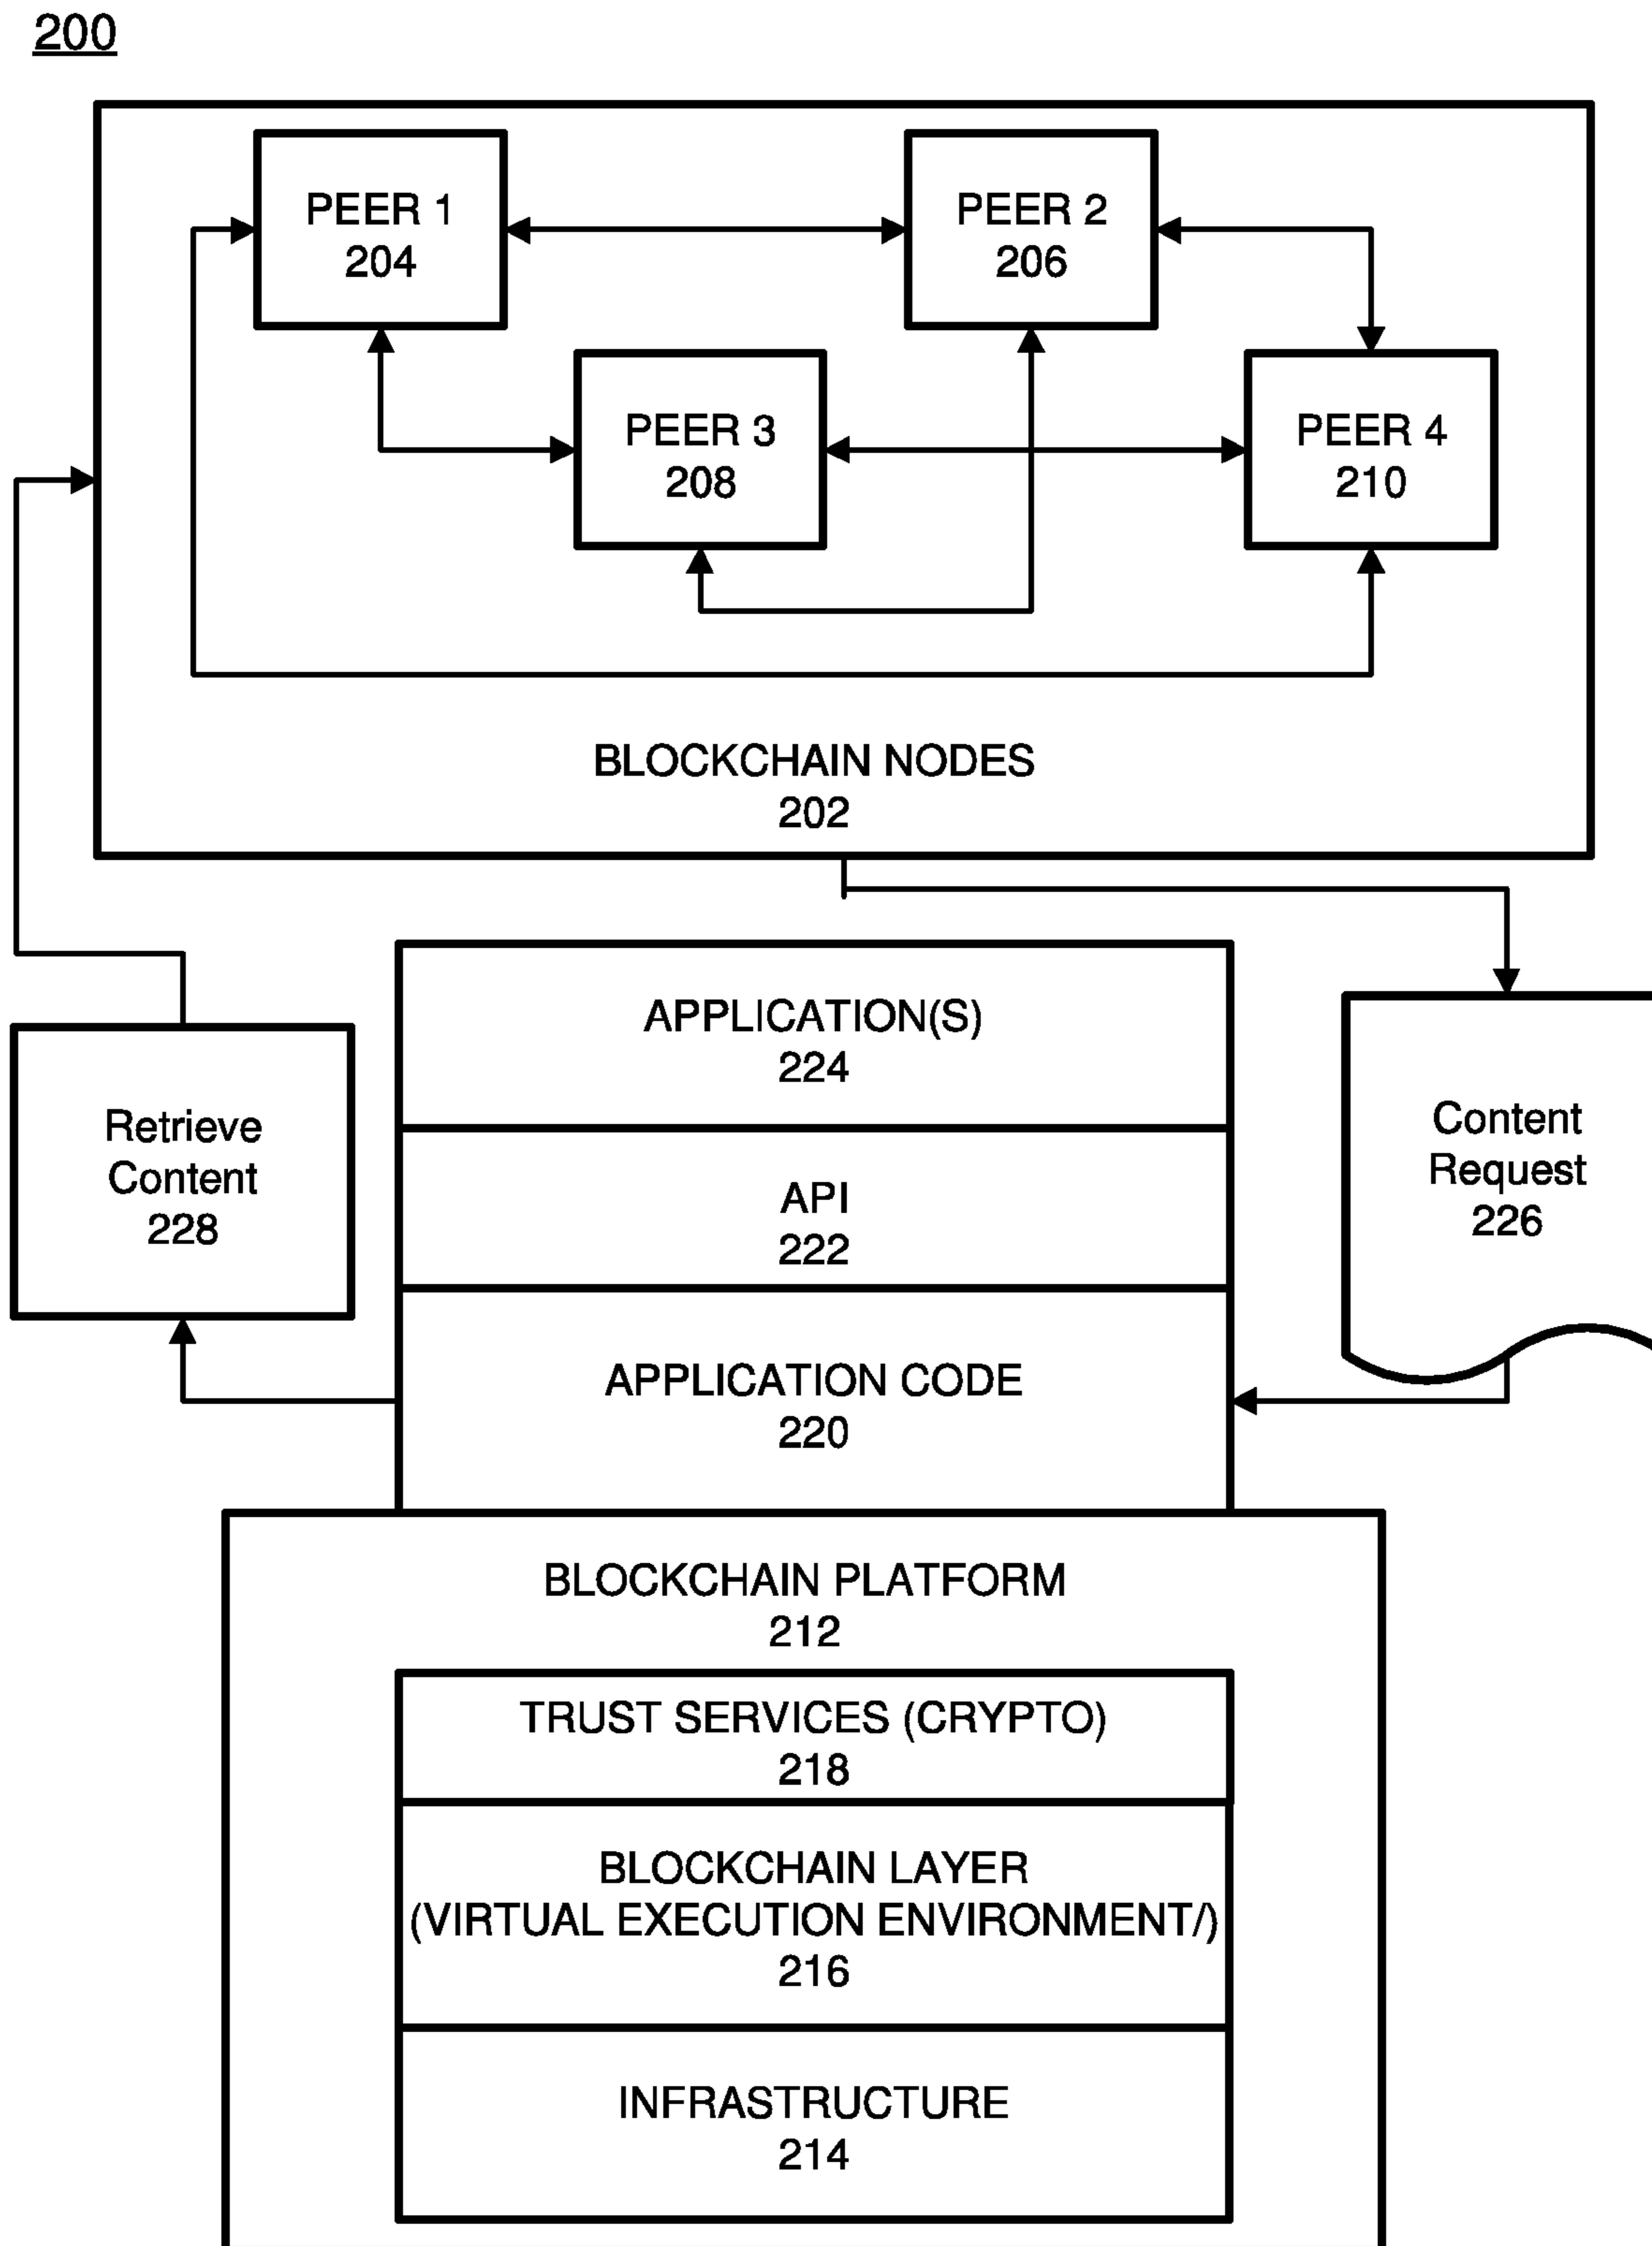 200
PEER 1
204
PEER 2
206
PEER 3
208
PEER 4
210
BLOCKCHAIN NODES
202
APPLICATION(S)
224
Retrieve
Content
228
API
222
Content
Request
226
APPLICATION CODE
220
BLOCKCHAIN PLATFORM
212
TRUST SERVICES (CRYPTO)
218
BLOCKCHAIN LAYER
(VIRTUAL EXECUTION ENVIRONMENT/)
216
INFRASTRUCTURE
214